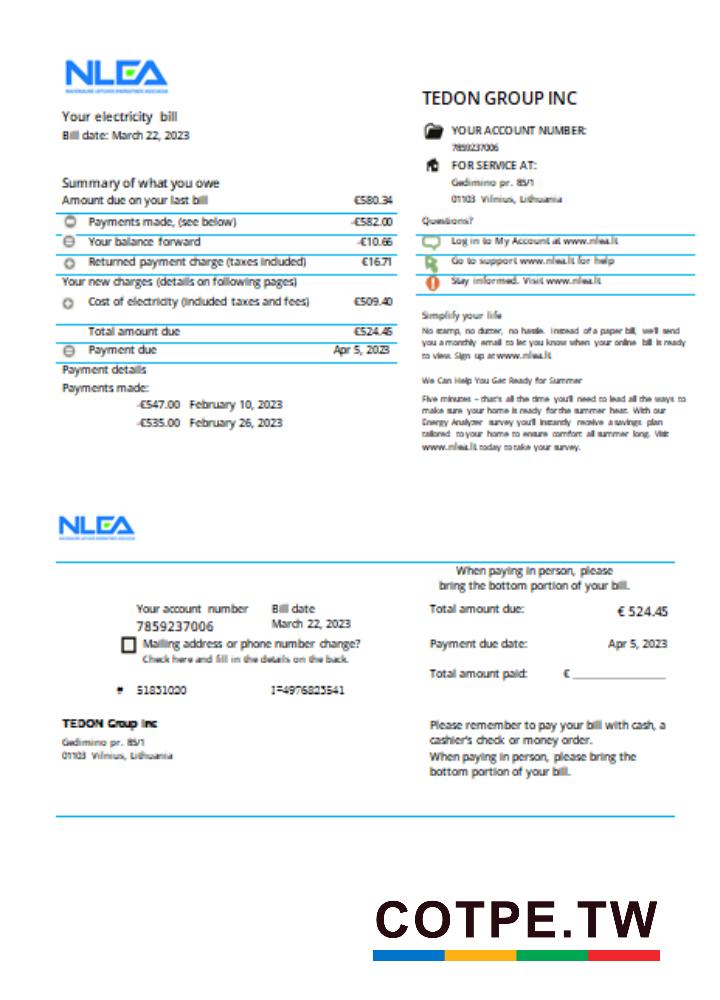 NLEA
NACIONALINĖ LIETUVOS ENERGETIKOS ASOCIACIJA
Your electricity bill
Bill date: March 22, 2023
Summary of what you owe
Amount due on your last bill €580.34
Payments made, (see below) -€582.00
Your balance forward -€10.66
Returned payment charge (taxes included) €16.71
Your new charges (details on following pages)
Cost of electricity (included taxes and fees) €509.40
Total amount due €524.45
Payment due Apr 5, 2023
Payment details
Payments made:
-€547.00 February 10, 2023
-€535.00 February 26, 2023
TEDON GROUP INC
YOUR ACCOUNT NUMBER:
7859237006
FOR SERVICE AT:
Gedimino pr. 85/1
01103 Vilnius, Lithuania
Questions?
Log in to My Account at www.nlea.lt
Go to support www.nlea.lt for help
Stay informed. Visit www.nlea.lt
Simplify your life
No stamp, no clutter, no hassle. Instead of a paper bill, we'll send
you a monthly email to let you know when your online bill is ready
to view. Sign up at www.nlea.lt
We Can Help You Get Ready for Summer
Five minutes – that's all the time you'll need to lead all the ways to
make sure your home is ready for the summer heat. With our
Energy Analyzer survey you'll instantly receive a savings plan
tailored to your home to ensure comfort all summer long. Visit
www.nlea.lt today to take your survey.
NLEA
When paying in person, please
bring the bottom portion of your bill.
Your account number Bill date
7859237006 March 22, 2023
Mailing address or phone number change?
Check here and fill in the details on the back.
# 51831020 1=4976823541
TEDON Group Inc
Gedimino pr. 85/1
01103 Vilnius, Lithuania
Total amount due: € 524.45
Payment due date: Apr 5, 2023
Total amount paid: € ________________
Please remember to pay your bill with cash, a
cashier's check or money order.
When paying in person, please bring the
bottom portion of your bill.
COTPE.TW